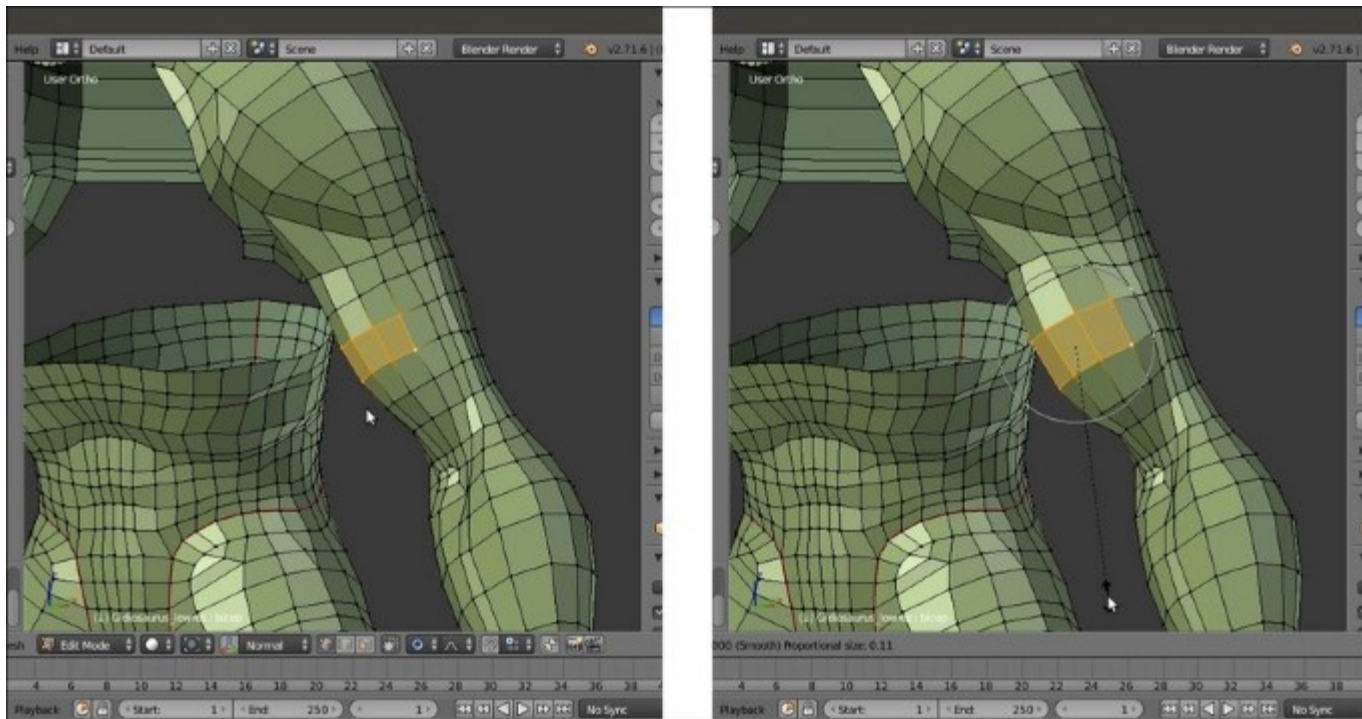 Help Default Scene Blender Render v2.71.6 |
User Ortho
Edit Mode Normal
4 6 8 10 12 14 16 18 20 22 24 26 28 30 32 34 36 38
Playback Start: 1 End: 250 1 No Sync
Help Default Scene Blender Render v2.71.6 |
User Ortho
000 (Smooth) Proportional size: 0.11
4 6 8 10 12 14 16 18 20 22 24 26 28 30 32 34 36 38
Playback Start: 1 End: 250 1 No Sync